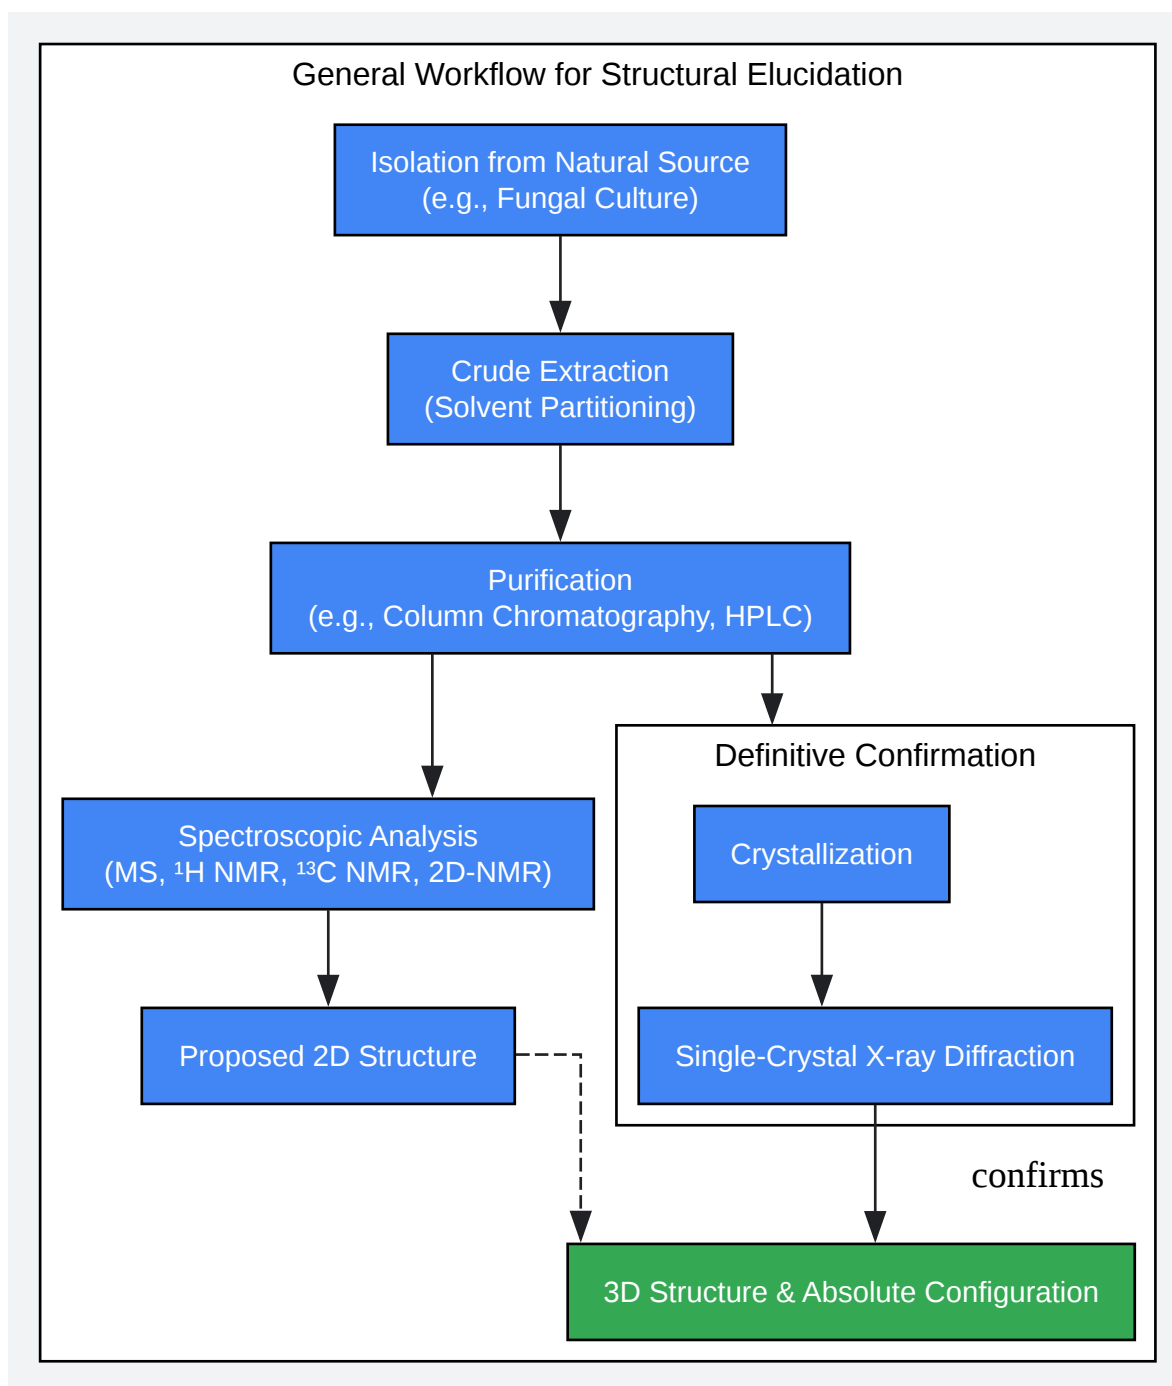 General Workflow for Structural Elucidation
Isolation from Natural Source
(e.g., Fungal Culture)
Crude Extraction
(Solvent Partitioning)
Purification
(e.g., Column Chromatography, HPLC)
Spectroscopic Analysis
(MS, ¹H NMR, ¹³C NMR, 2D-NMR)
Proposed 2D Structure
Definitive Confirmation
Crystallization
Single-Crystal X-ray Diffraction
confirms
3D Structure & Absolute Configuration